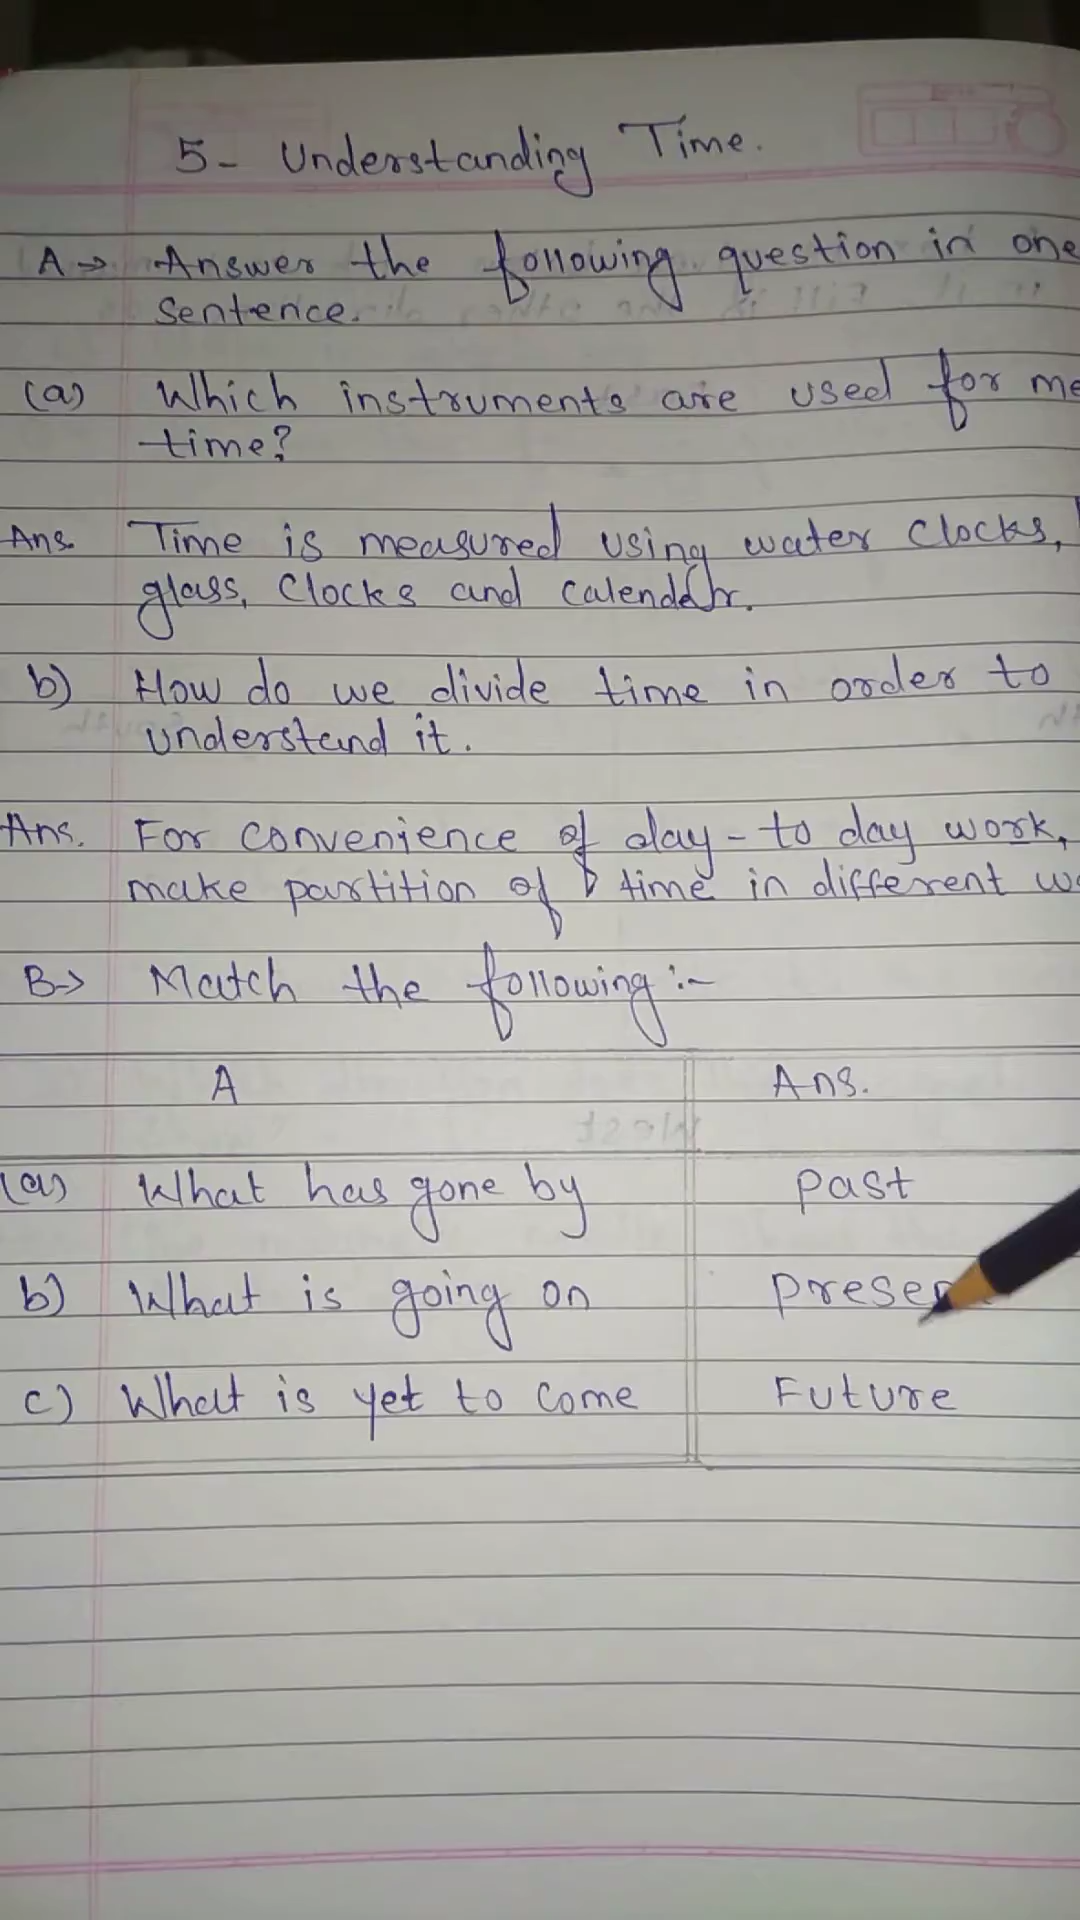 5- Understanding Time.
A→ Answer the following question in one
sentence.
(a) Which instruments are used for
time?
Ans. Time is measured using water clocks,
glass, clocks and calendar.
b) How do we divide time in order to
understand it.
Ans. For convenience of day-to day work,
make partition of time in different
B→ Match the following:-
A Ans.
(a) What has gone by past
b) What is going on
c) What is yet to come Future